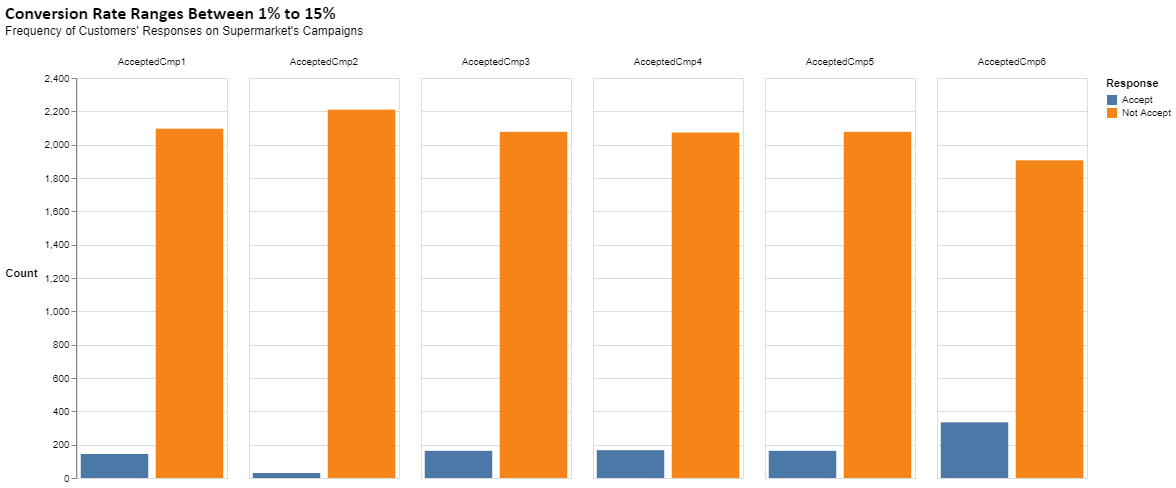 Conversion Rate Ranges Between 1% to 15%
Frequency of Customers' Responses on Supermarket's Campaigns
AcceptedCmp1 AcceptedCmp2 AcceptedCmp3 AcceptedCmp4 AcceptedCmp5 AcceptedCmp6
2,400
2,200
2,000
1,800
1,600
1,400
Count 1,200
1,000
800
600
400
200
0
Response
Accept
Not Accept